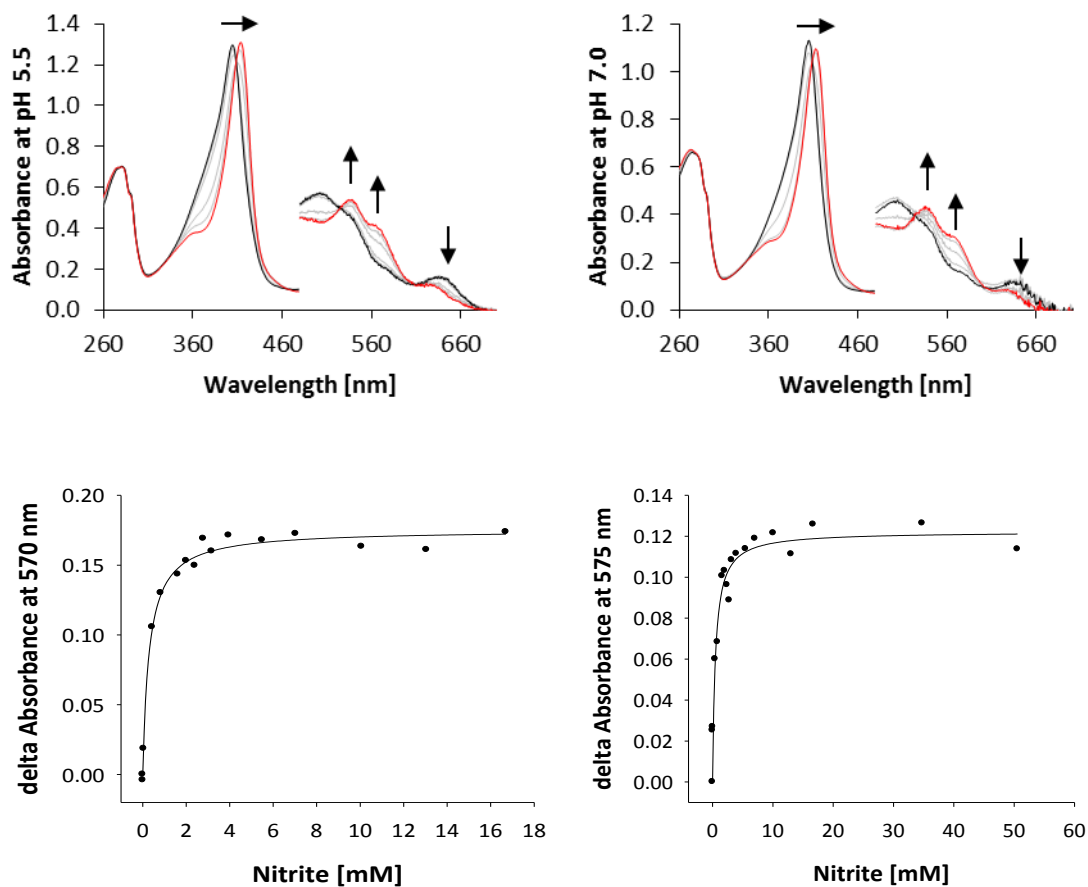 Absorbance at pH 5.5
1.4
1.2
1.0
0.8
0.6
0.4
0.2
0.0
260 360 460 560 660
Wavelength [nm]
Absorbance at pH 7.0
1.2
1.0
0.8
0.6
0.4
0.2
0.0
260 360 460 560 660
Wavelength [nm]
delta Absorbance at 570 nm
0.20
0.15
0.10
0.05
0.00
0 2 4 6 8 10 12 14 16 18
Nitrite [mM]
delta Absorbance at 575 nm
0.14
0.12
0.10
0.08
0.06
0.04
0.02
0.00
0 10 20 30 40 50 60
Nitrite [mM]